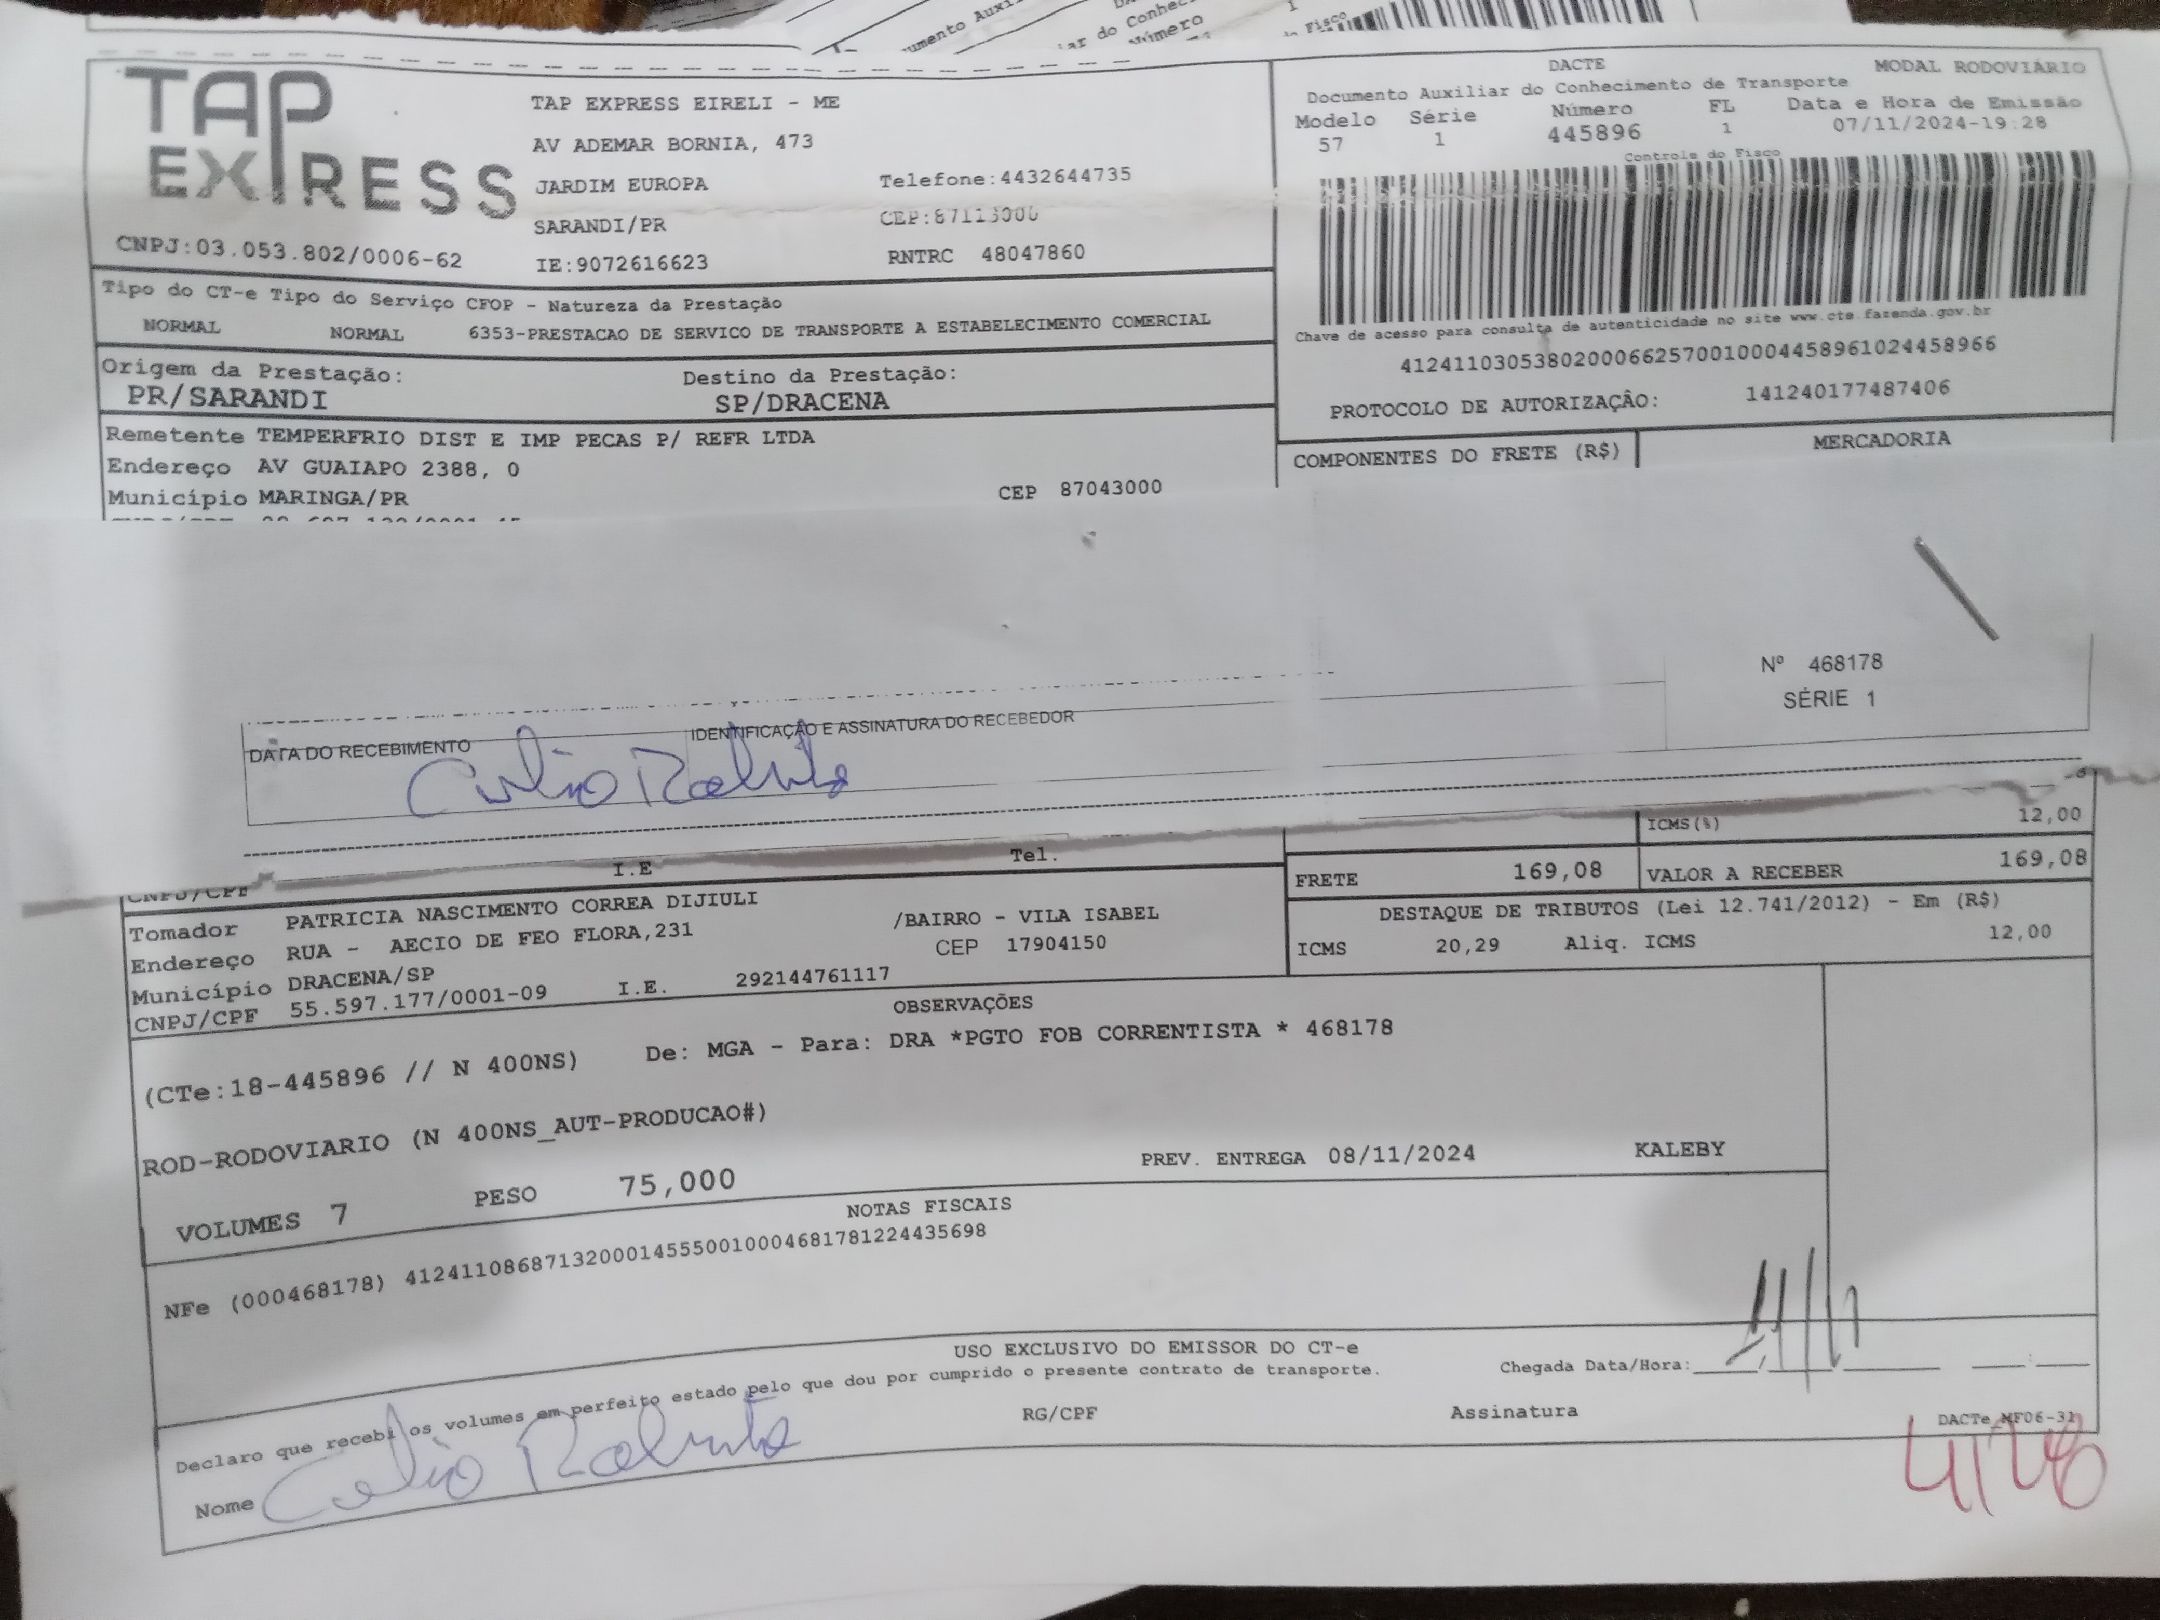 TAP EXPRESS
TAP EXPRESS EIRELI - ME
AV ADEMAR BORNIA, 473
JARDIM EUROPA
Telefone:4432644735
SARANDI/PR
CEP:87113000
CNPJ:03.053.802/0006-62
IE:9072616623
RNTRC 48047860
DACTE
MODAL RODOVIÁRIO
Documento Auxiliar do Conhecimento de Transporte
Modelo Série Número FL Data e Hora de Emissão
57 1 445896 1 07/11/2024-19:28
Controle do Fisco
Chave de acesso para consulta de autenticidade no site www.cte.fazenda.gov.br
41241103053802000662570010004458961024458966
PROTOCOLO DE AUTORIZAÇÂO: 141240177487406
Tipo do CT-e Tipo do Serviço CFOP - Natureza da Prestação
NORMAL NORMAL 6353-PRESTACAO DE SERVICO DE TRANSPORTE A ESTABELECIMENTO COMERCIAL
Origem da Prestação: Destino da Prestação:
PR/SARANDI SP/DRACENA
Remetente TEMPERFRIO DIST E IMP PECAS P/ REFR LTDA
Endereço AV GUAIAPO 2388, 0
Município MARINGA/PR CEP 87043000
COMPONENTES DO FRETE (R$) MERCADORIA
Nº 468178
SÉRIE 1
DATA DO RECEBIMENTO
IDENTIFICAÇÃO E ASSINATURA DO RECEBEDOR
ICMS(%) 12,00
CNPJ/CPF I.E Tel.
FRETE 169,08 VALOR A RECEBER 169,08
Tomador PATRICIA NASCIMENTO CORREA DIJIULI
Endereço RUA - AECIO DE FEO FLORA,231 /BAIRRO - VILA ISABEL
Município DRACENA/SP CEP 17904150
CNPJ/CPF 55.597.177/0001-09 I.E. 292144761117
DESTAQUE DE TRIBUTOS (Lei 12.741/2012) - Em (R$)
ICMS 20,29 Aliq. ICMS 12,00
OBSERVAÇÕES
(CTe:18-445896 // N 400NS) De: MGA - Para: DRA *PGTO FOB CORRENTISTA * 468178
ROD-RODOVIARIO (N 400NS_AUT-PRODUCAO#)
VOLUMES 7 PESO 75,000 PREV. ENTREGA 08/11/2024 KALEBY
NOTAS FISCAIS
NFe (000468178) 41241108687132000145550010004681781224435698
USO EXCLUSIVO DO EMISSOR DO CT-e
Declaro que recebi os volumes em perfeito estado pelo que dou por cumprido o presente contrato de transporte.
Chegada Data/Hora:
Nome RG/CPF Assinatura
DACTe_MF06-31